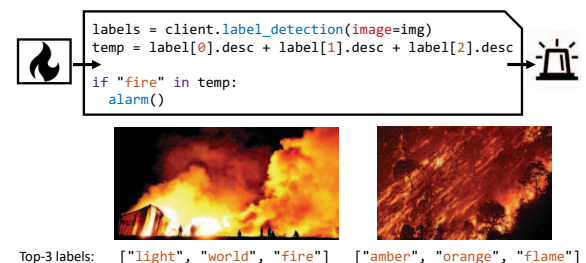 labels = client.label_detection(image=img)
temp = label[0].desc + label[1].desc + label[2].desc
if "fire" in temp:
alarm()
Top-3 labels: ["light", "world", "fire"] ["amber", "orange", "flame"]